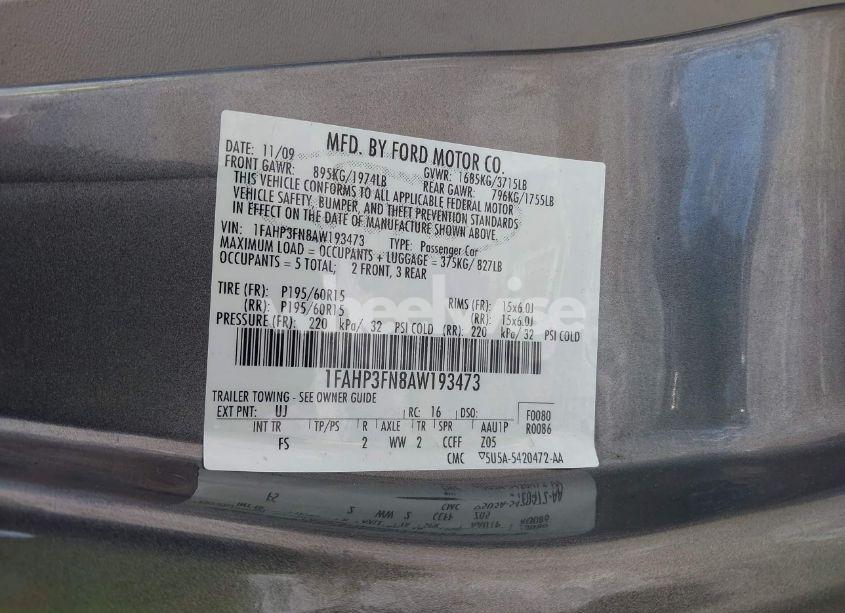 MFD. BY FORD MOTOR CO.
DATE: 11/09 GVWR: 1685KG/3715LB
FRONT GAWR: 895KG/1974LB REAR GAWR: 796KG/1755LB
THIS VEHICLE CONFORMS TO ALL APPLICABLE FEDERAL MOTOR
VEHICLE SAFETY, BUMPER, AND THEFT PREVENTION STANDARDS
IN EFFECT ON THE DATE OF MANUFACTURE SHOWN ABOVE.
VIN: 1FAHP3FN8AW193473 TYPE: Passenger Car
MAXIMUM LOAD = OCCUPANTS + LUGGAGE = 375KG/ 827LB
OCCUPANTS = 5 TOTAL; 2 FRONT, 3 REAR
TIRE (FR): P195/60R15 RIMS (FR): 15x6.0J
(RR): P195/60R15 (RR): 15x6.0J
PRESSURE (FR): 220 kPa/ 32 PSI COLD (RR): 220 kPa/ 32 PSI COLD
wheelwise
1FAHP3FN8AW193473
TRAILER TOWING - SEE OWNER GUIDE
EXT PNT: UJ RC: 16 DSO: F0080
INT TR TP/PS R AXLE TR SPR AAU1P R0086
FS 2 WW 2 CCFF Z05
CMC ▽5U5A-5420472-AA